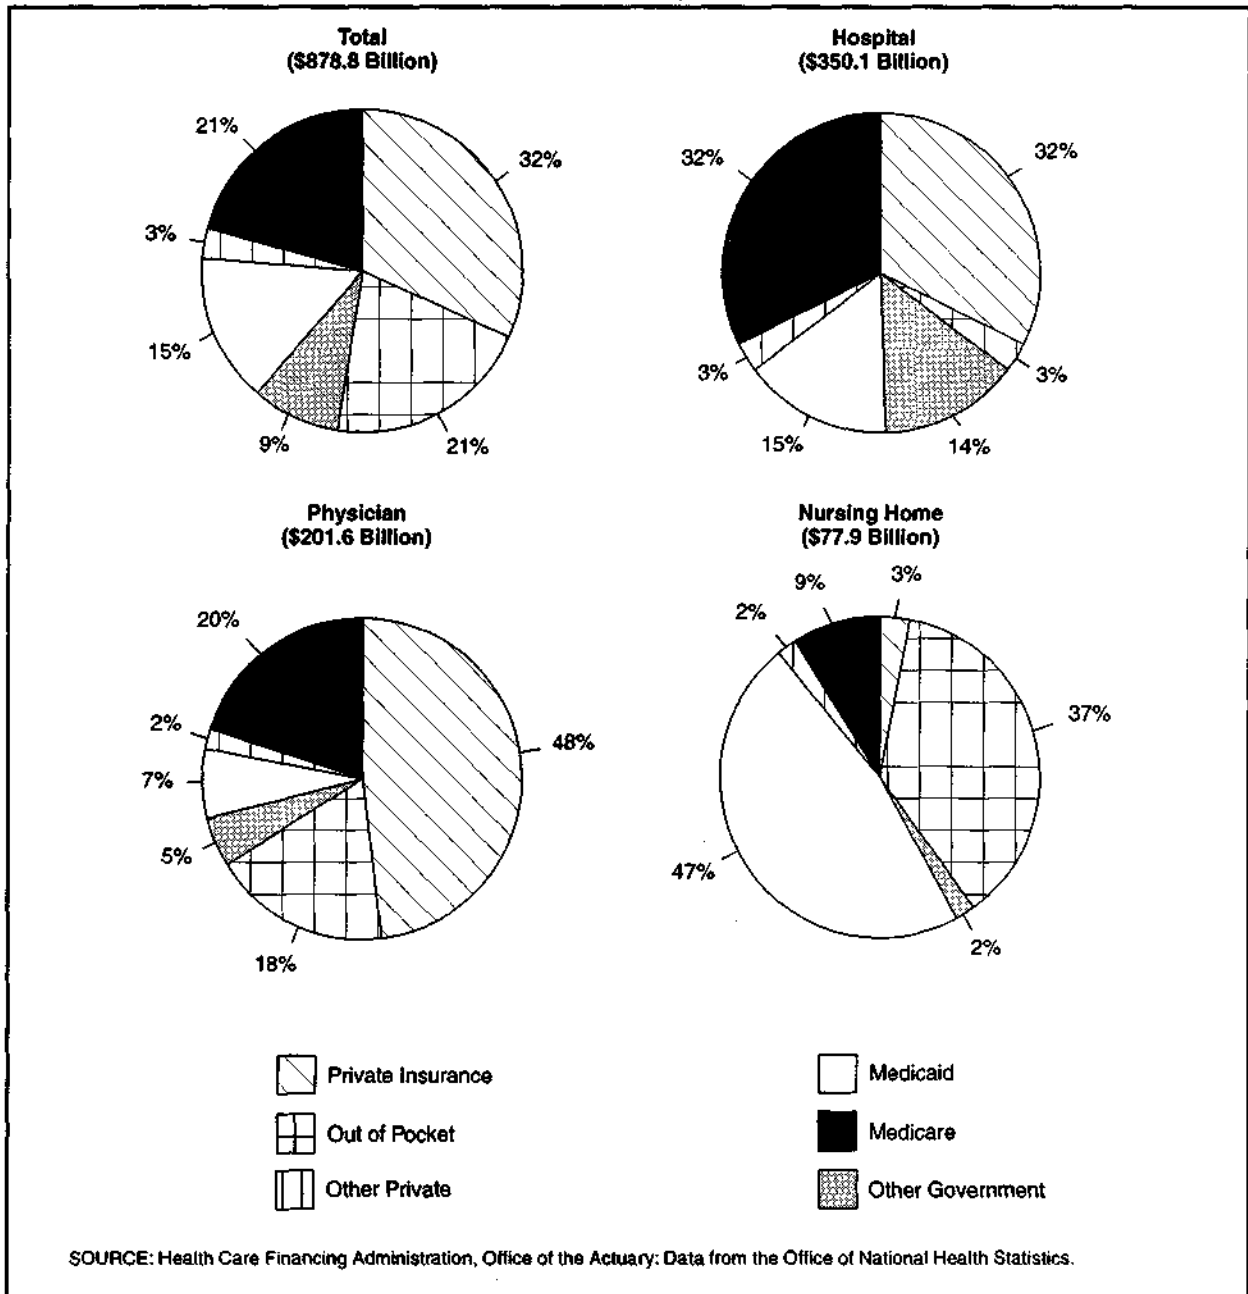 Total
($878.8 Billion)
21%
32%
3%
15%
9%
21%
Hospital
($350.1 Billion)
32%
32%
3%
3%
15%
14%
Physician
($201.6 Billion)
20%
2%
48%
7%
5%
18%
Nursing Home
($77.9 Billion)
3%
9%
2%
37%
47%
2%
Private Insurance
Out of Pocket
Other Private
Medicaid
Medicare
Other Government
SOURCE: Health Care Financing Administration, Office of the Actuary: Data from the Office of National Health Statistics.